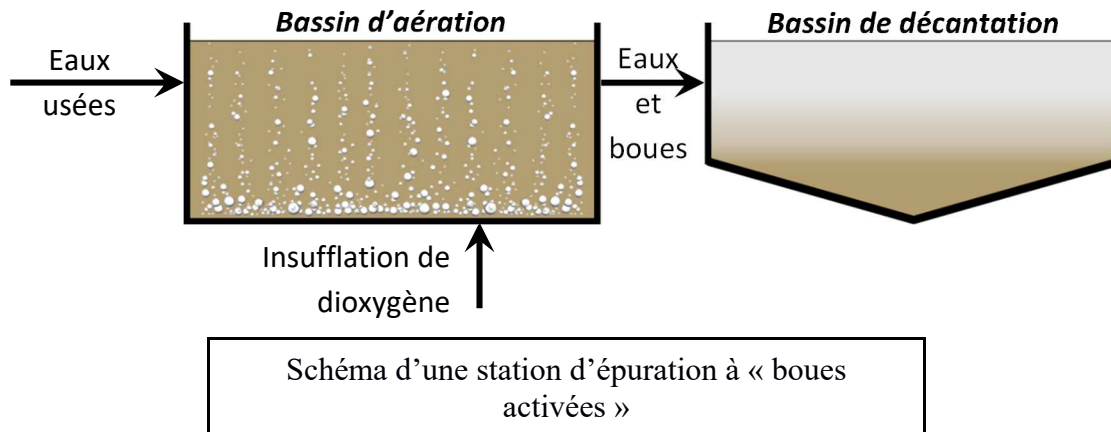 Bassin d’aération
Bassin de décantation
Eaux
usées
Eaux
et
boues
Insufflation de
dioxygène
Schéma d’une station d’épuration à « boues
activées »